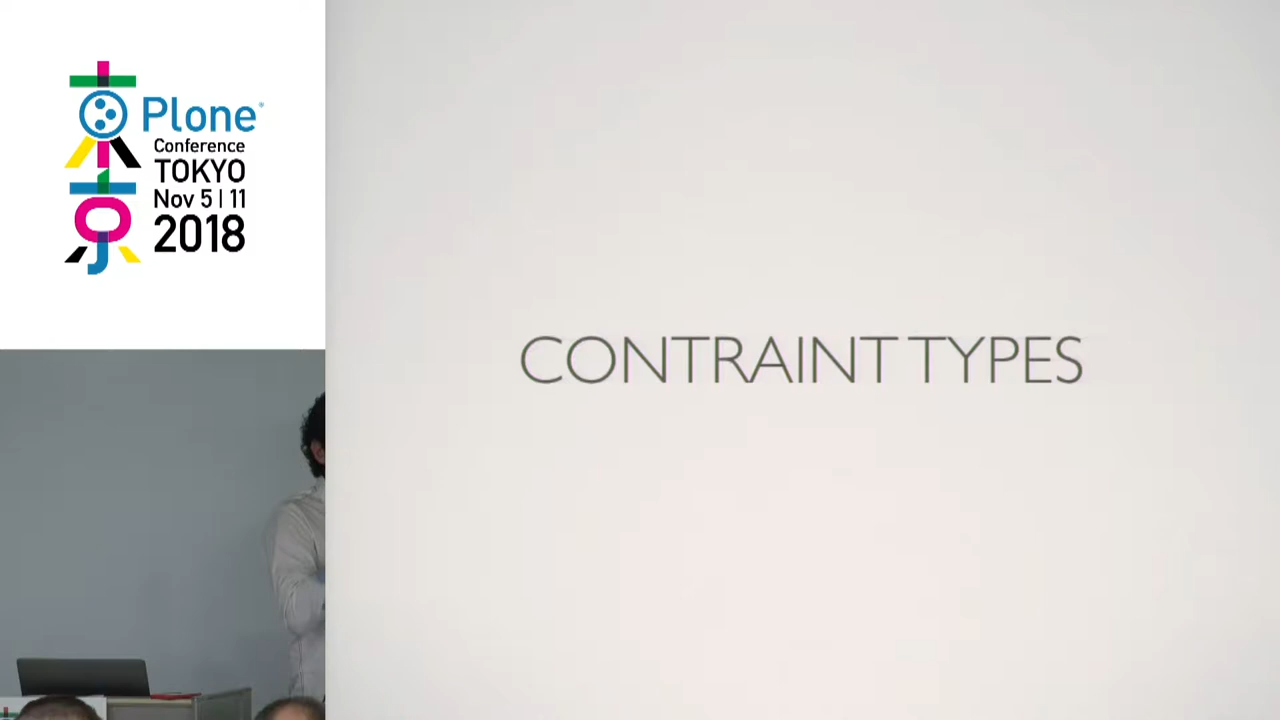 Plone®
Conference
TOKYO
Nov 5 | 11
2018
CONTRAINT TYPES